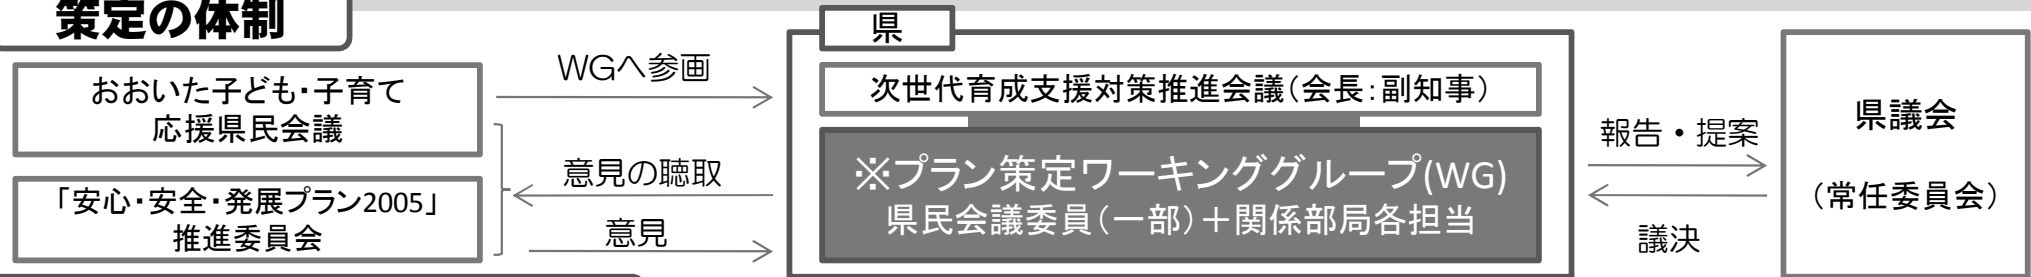 策定の体制
おおいた子ども・子育て
応援県民会議
「安心・安全・発展プラン2005」
推進委員会
WGへ参画
意見の聴取
意見
県
次世代育成支援対策推進会議（会長：副知事）
※プラン策定ワーキンググループ(WG)
県民会議委員（一部）＋関係部局各担当
報告・提案
議決
県議会
（常任委員会）